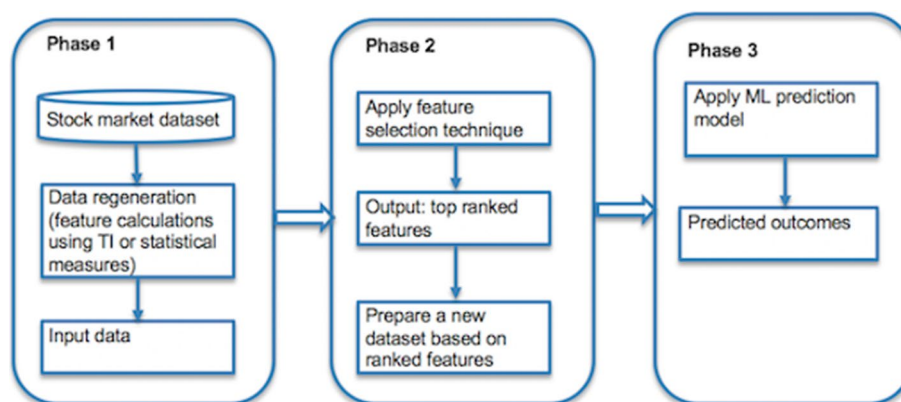 Phase 1
Stock market dataset
Data regeneration
(feature calculations
using TI or statistical
measures)
Input data
Phase 2
Apply feature
selection technique
Output: top ranked
features
Prepare a new
dataset based on
ranked features
Phase 3
Apply ML prediction
model
Predicted outcomes